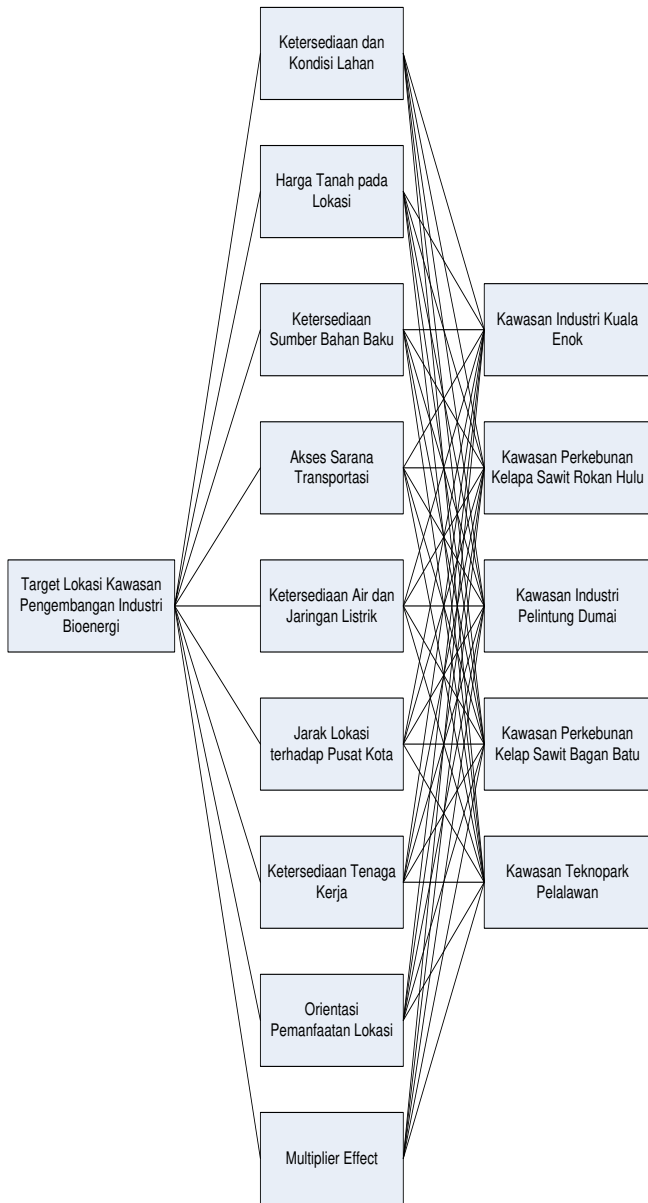 Target Lokasi Kawasan
Pengembangan Industri
Bioenergi
Ketersediaan dan
Kondisi Lahan
Harga Tanah pada
Lokasi
Ketersediaan
Sumber Bahan Baku
Akses Sarana
Transportasi
Ketersediaan Air dan
Jaringan Listrik
Jarak Lokasi
terhadap Pusat Kota
Ketersediaan Tenaga
Kerja
Orientasi
Pemanfaatan Lokasi
Multiplier Effect
Kawasan Industri Kuala
Enok
Kawasan Perkebunan
Kelapa Sawit Rokan Hulu
Kawasan Industri
Pelintung Dumai
Kawasan Perkebunan
Kelap Sawit Bagan Batu
Kawasan Teknopark
Pelalawan